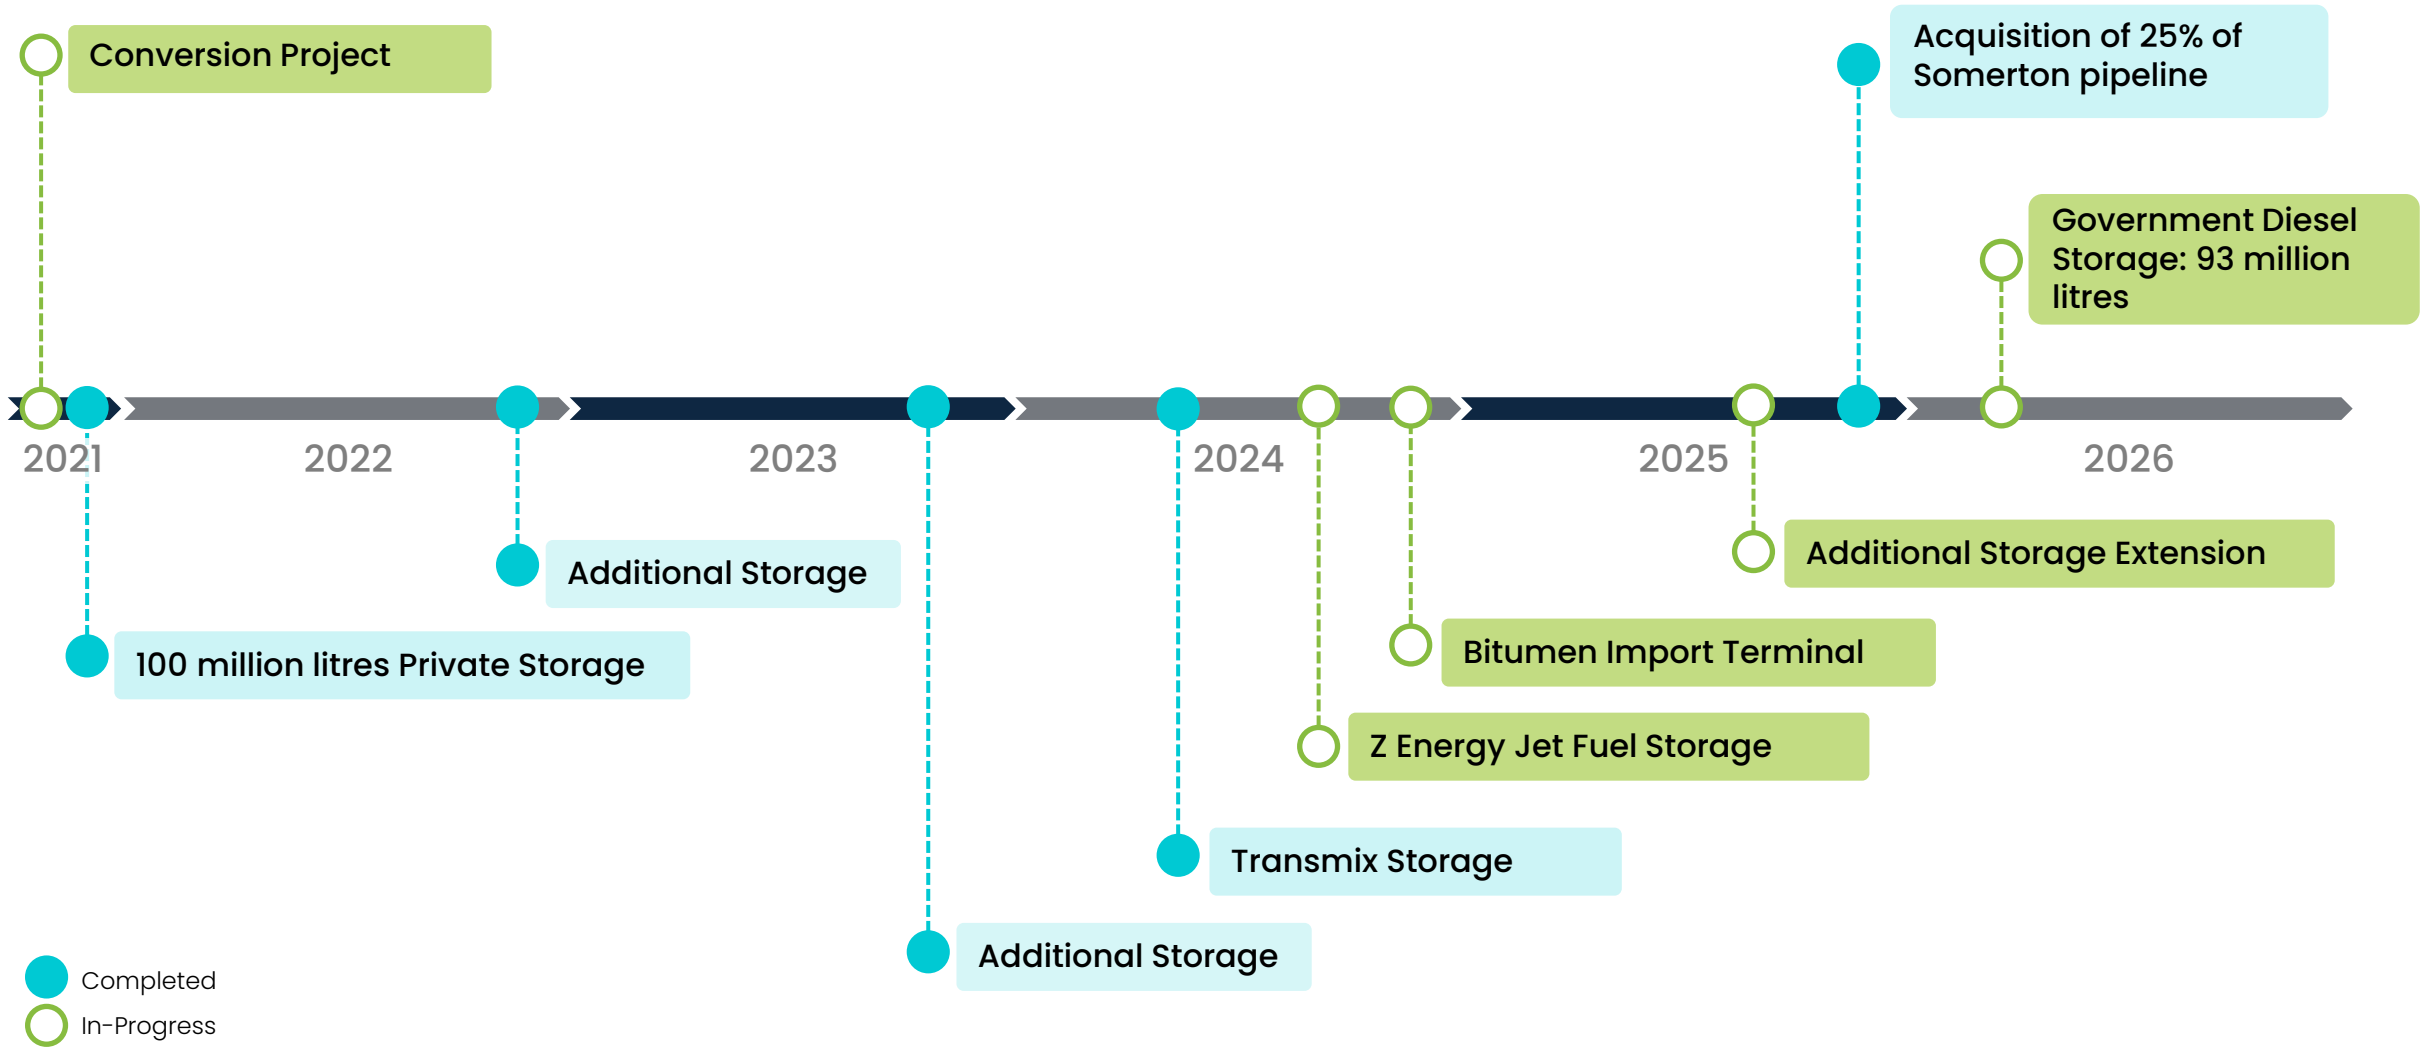 Conversion Project
Acquisition of 25% of
Somerton pipeline
Government Diesel
Storage: 93 million
litres
2021
2022
2023
2024
2025
2026
Additional Storage Extension
Additional Storage
Bitumen Import Terminal
100 million litres Private Storage
Z Energy Jet Fuel Storage
Transmix Storage
Additional Storage
Completed
In-Progress